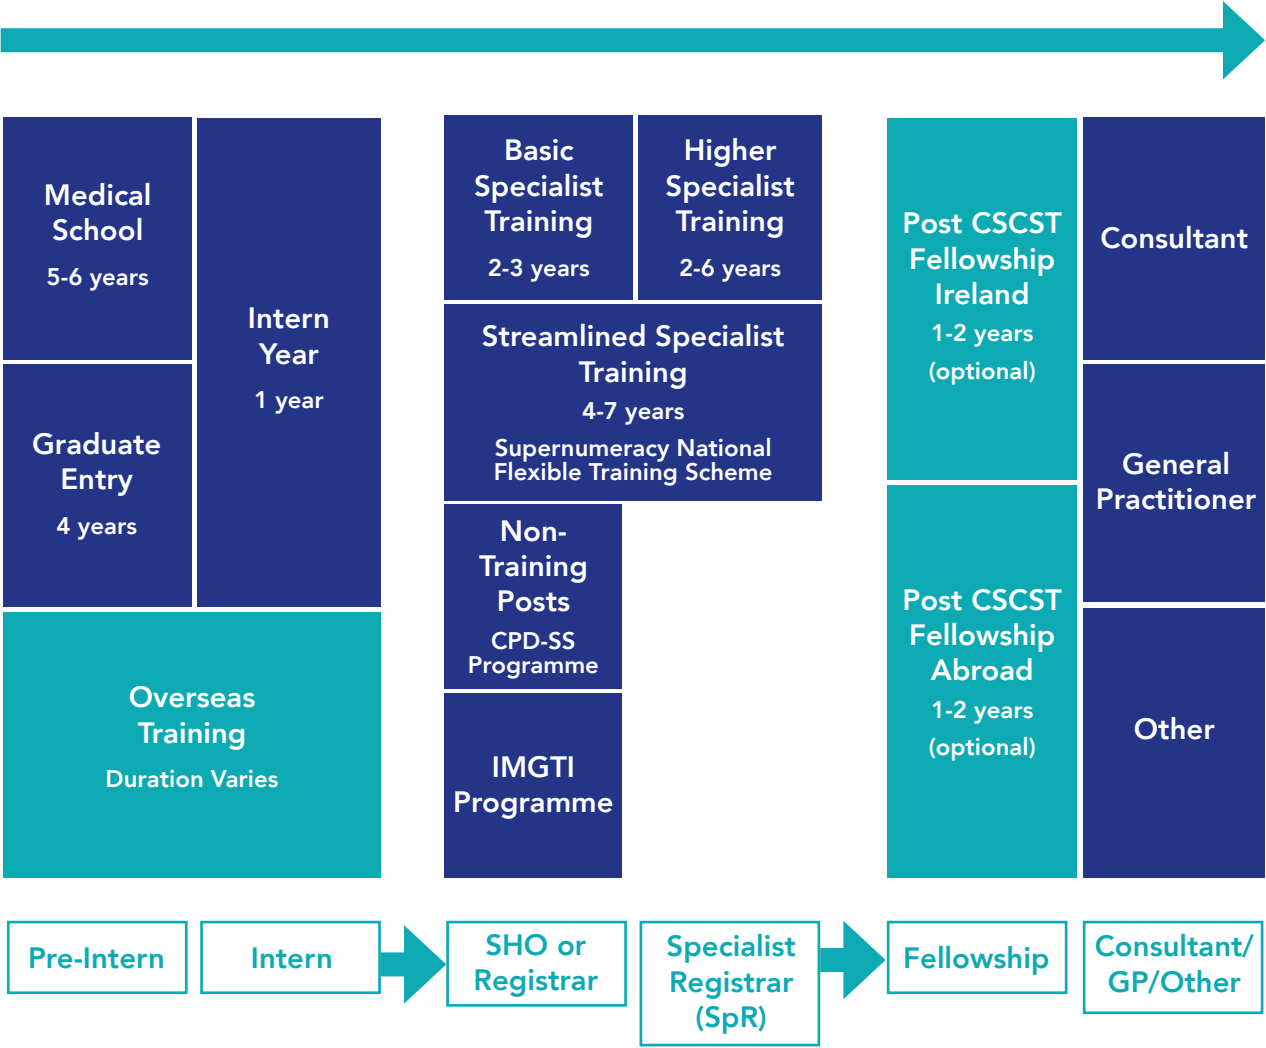 Medical
School
5-6 years
Graduate
Entry
4 years
Intern
Year
1 year
Overseas
Training
Duration Varies
Basic
Specialist
Training
2-3 years
Higher
Specialist
Training
2-6 years
Streamlined Specialist
Training
4-7 years
Supernumeracy National
Flexible Training Scheme
Non-
Training
Posts
CPD-SS
Programme
IMGTI
Programme
Post CSCST
Fellowship
Ireland
1-2 years
(optional)
Post CSCST
Fellowship
Abroad
1-2 years
(optional)
Consultant
General
Practitioner
Other
Pre-Intern
Intern
SHO or
Registrar
Specialist
Registrar
(SpR)
Fellowship
Consultant/
GP/Other